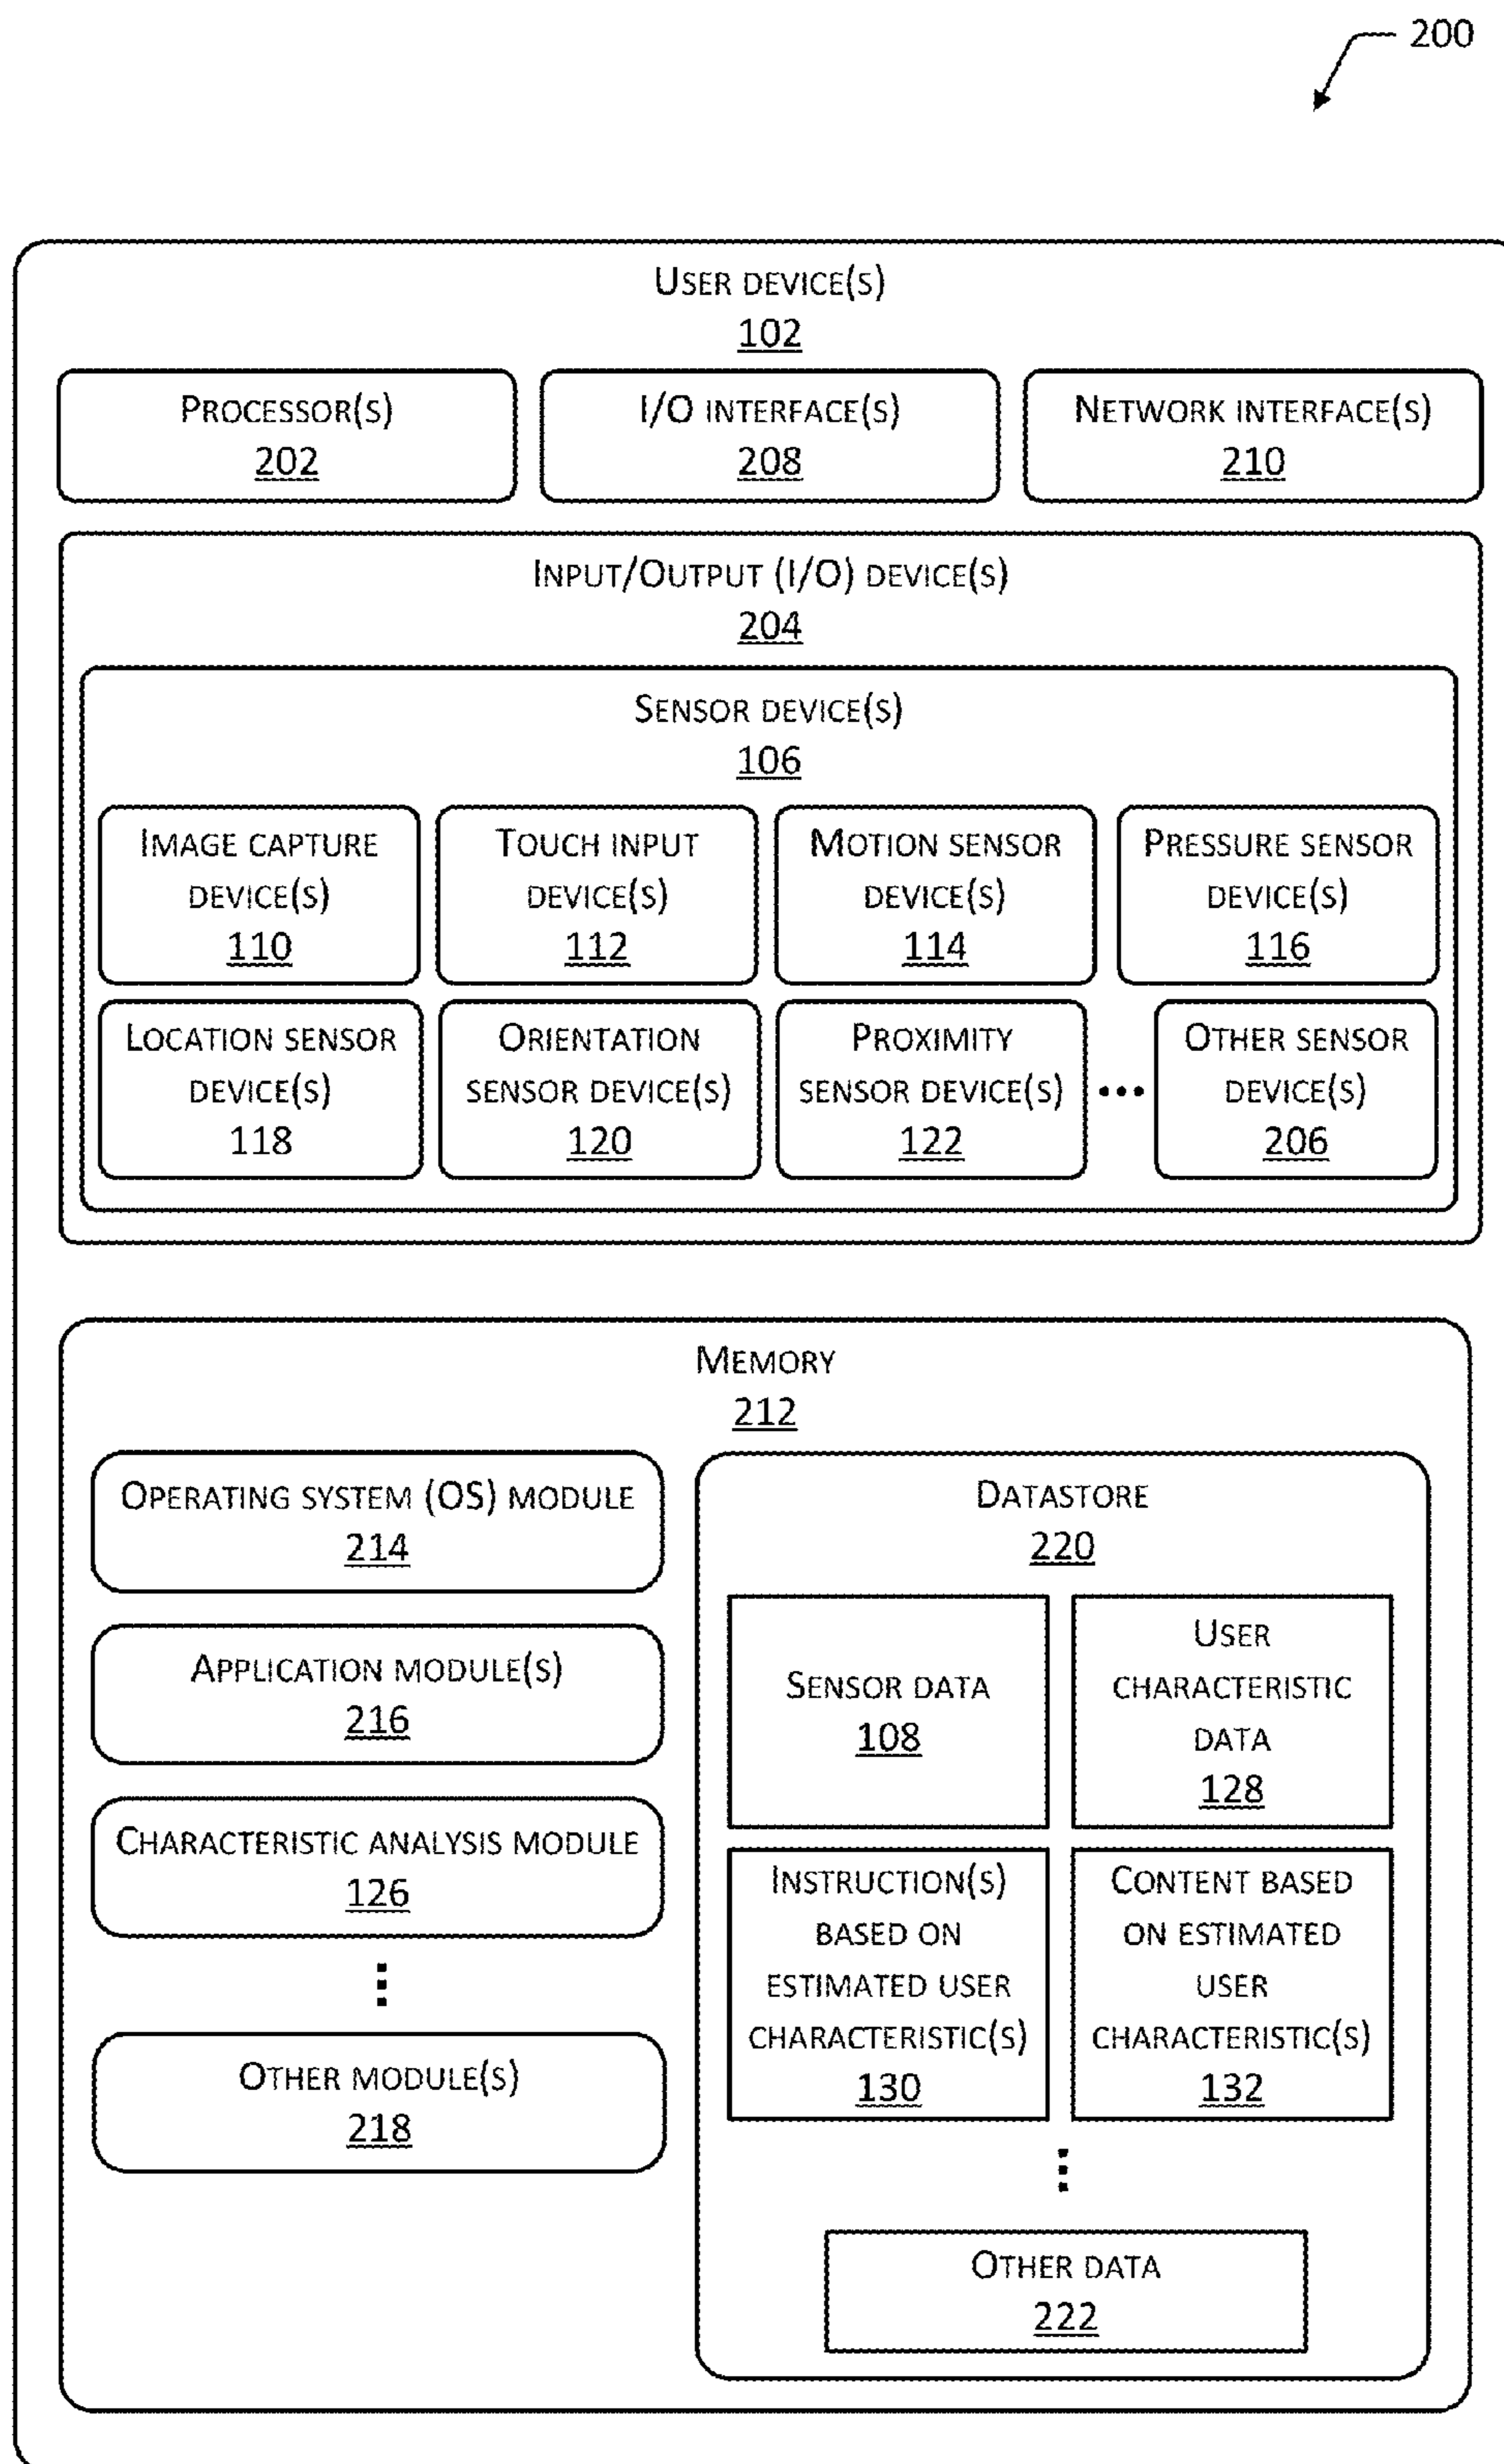 200
USER DEVICE(S)
102
PROCESSOR(S)
202
I/O INTERFACE(S)
208
NETWORK INTERFACE(S)
210
INPUT/OUTPUT (I/O) DEVICE(S)
204
SENSOR DEVICE(S)
106
IMAGE CAPTURE
DEVICE(S)
110
TOUCH INPUT
DEVICE(S)
112
MOTION SENSOR
DEVICE(S)
114
PRESSURE SENSOR
DEVICE(S)
116
LOCATION SENSOR
DEVICE(S)
118
ORIENTATION
SENSOR DEVICE(S)
120
PROXIMITY
SENSOR DEVICE(S)
122
•••
OTHER SENSOR
DEVICE(S)
206
MEMORY
212
OPERATING SYSTEM (OS) MODULE
214
APPLICATION MODULE(S)
216
CHARACTERISTIC ANALYSIS MODULE
126
OTHER MODULE(S)
218
DATASTORE
220
SENSOR DATA
108
USER
CHARACTERISTIC
DATA
128
INSTRUCTION(S)
BASED ON
ESTIMATED USER
CHARACTERISTIC(S)
130
CONTENT BASED
ON ESTIMATED
USER
CHARACTERISTIC(S)
132
OTHER DATA
222